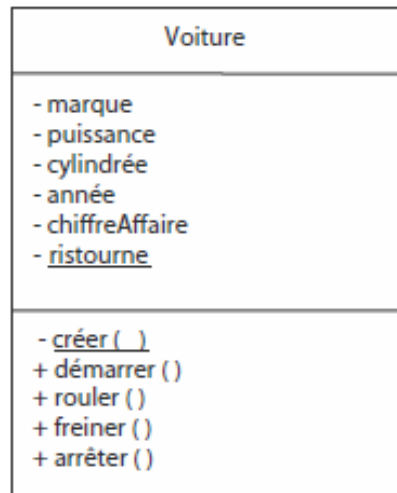 Voiture
- marque
- puissance
- cylindrée
- année
- chiffreAffaire
- ristourne
- créer ( )
+ démarrer ( )
+ rouler ( )
+ freiner ( )
+ arrêter ( )